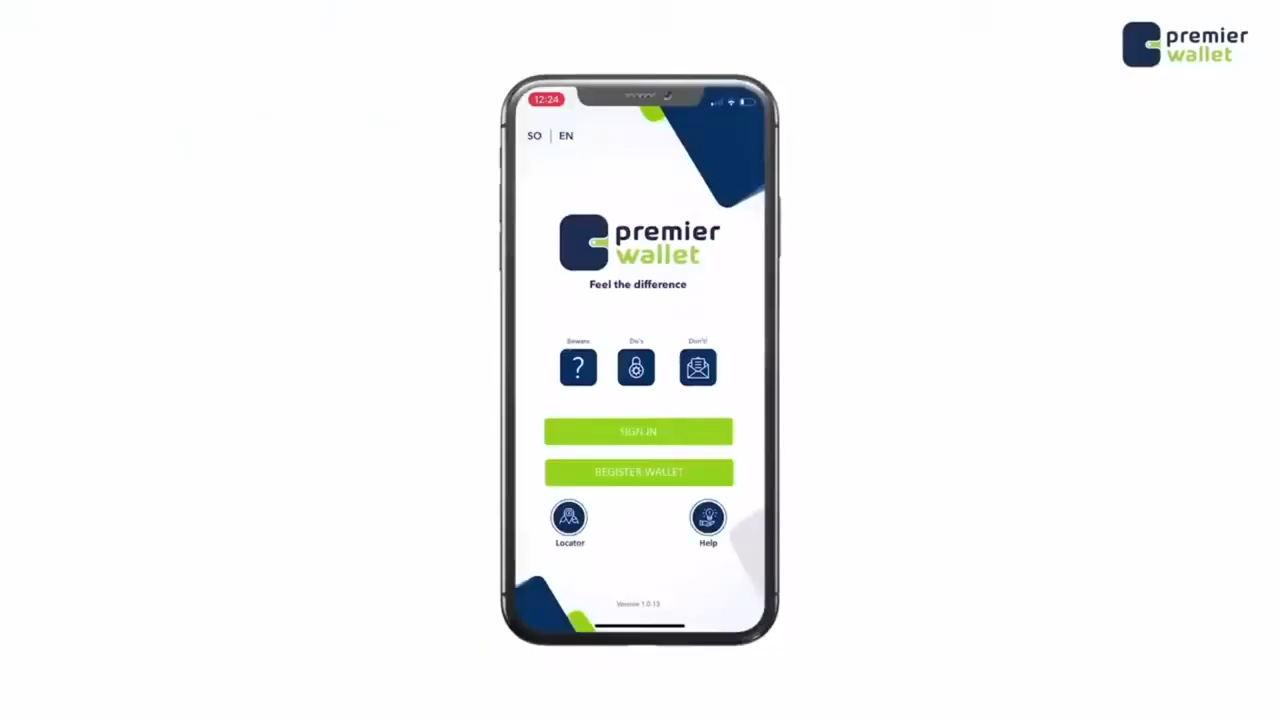 premier
wallet
12:24
SO | EN
premier
wallet
Feel the difference
Beware Do's Don't!
SIGN IN
REGISTER WALLET
Locator Help
Version 1.0.13